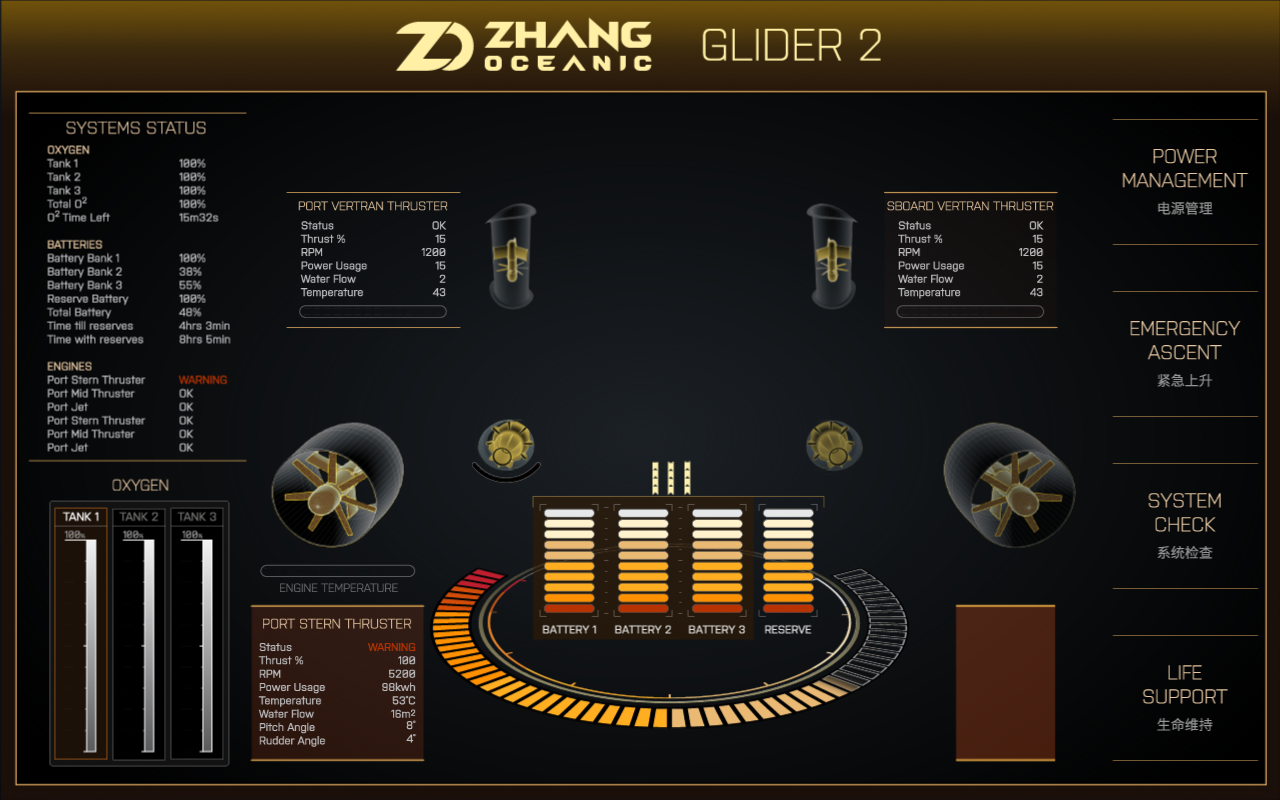 ZHANG
OCEANIC
GLIDER 2
SYSTEMS STATUS
OXYGEN
Tank 1 100%
Tank 2 100%
Tank 3 100%
Total O² 100%
O² Time Left 15m32s
BATTERIES
Battery Bank 1 100%
Battery Bank 2 38%
Battery Bank 3 55%
Reserve Battery 100%
Total Battery 48%
Time till reserves 4hrs 3min
Time with reserves 8hrs 5min
ENGINES
Port Stern Thruster WARNING
Port Mid Thruster OK
Port Jet OK
Port Stern Thruster OK
Port Mid Thruster OK
Port Jet OK
OXYGEN
TANK 1 TANK 2 TANK 3
100% 100% 100%
PORT VERTRAN THRUSTER
Status OK
Thrust % 15
RPM 1200
Power Usage 15
Water Flow 2
Temperature 43
SBOARD VERTRAN THRUSTER
Status OK
Thrust % 15
RPM 1200
Power Usage 15
Water Flow 2
Temperature 43
ENGINE TEMPERATURE
PORT STERN THRUSTER
Status WARNING
Thrust % 100
RPM 5200
Power Usage 98kwh
Temperature 53°C
Water Flow 16m²
Pitch Angle 8°
Rudder Angle 4°
BATTERY 1 BATTERY 2 BATTERY 3 RESERVE
POWER
MANAGEMENT
电源管理
EMERGENCY
ASCENT
紧急上升
SYSTEM
CHECK
系统检查
LIFE
SUPPORT
生命维持